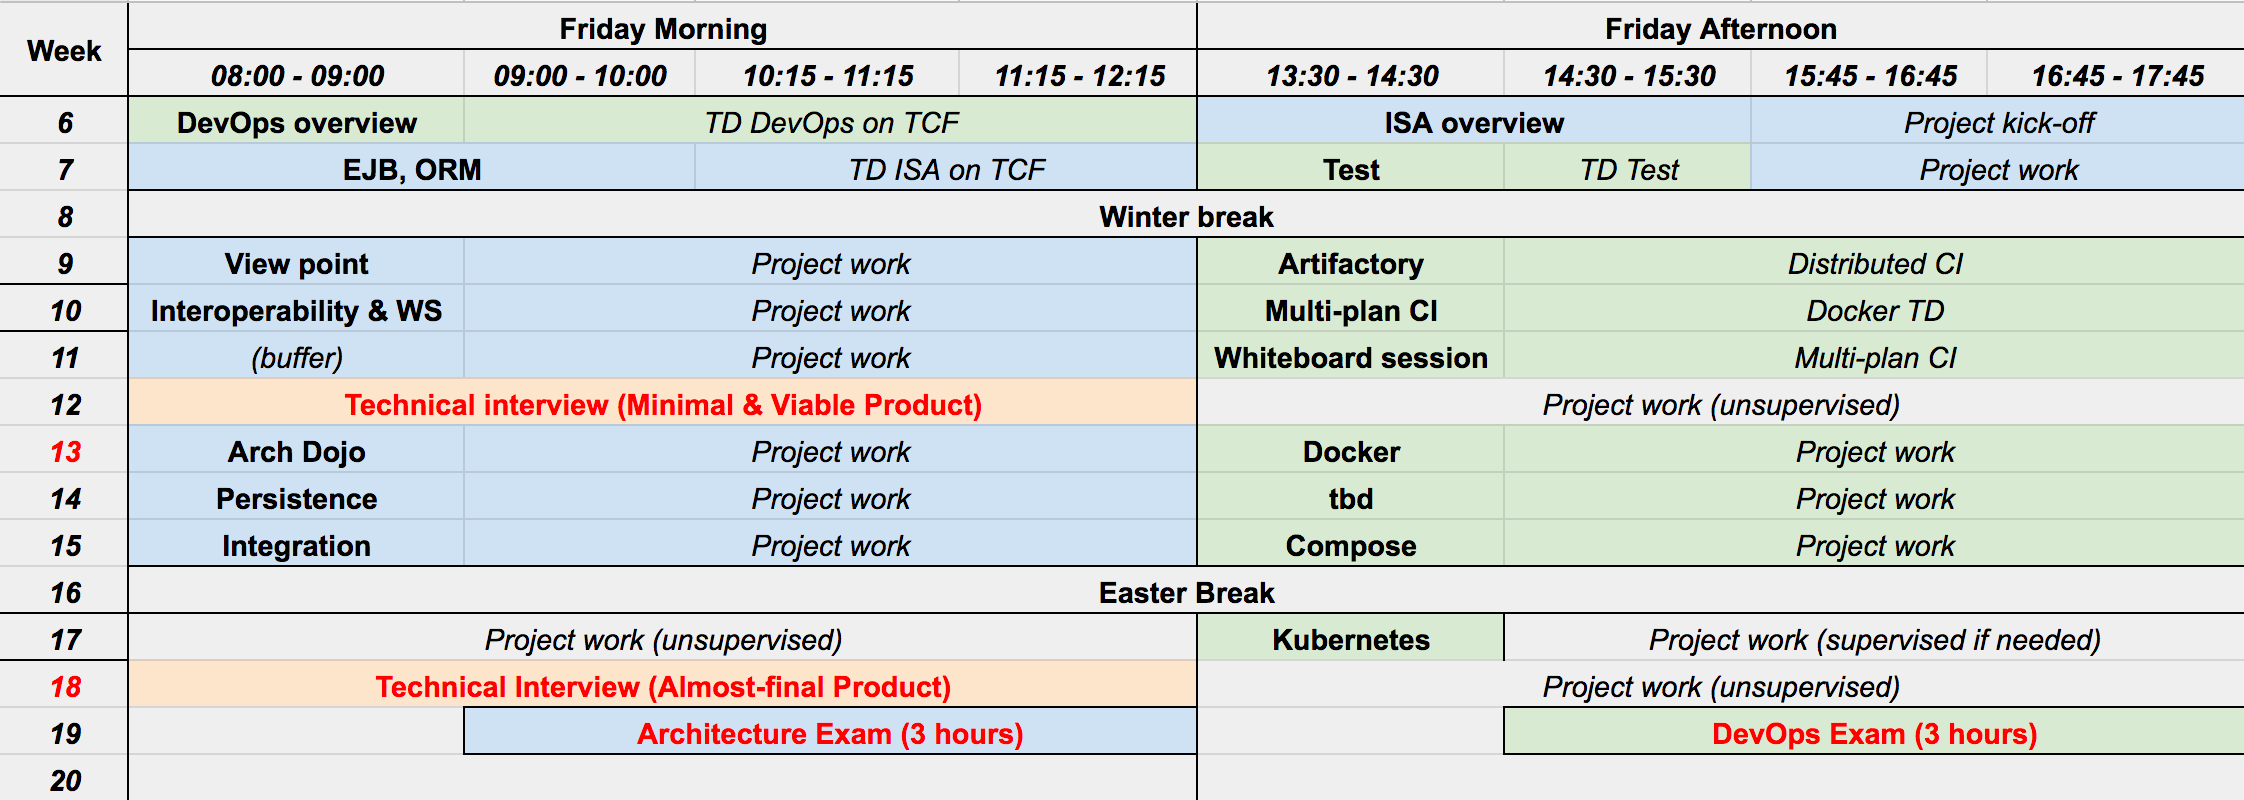 Week Friday Morning Friday Afternoon
08:00 - 09:00 09:00 - 10:00 10:15 - 11:15 11:15 - 12:15 13:30 - 14:30 14:30 - 15:30 15:45 - 16:45 16:45 - 17:45
6 DevOps overview TD DevOps on TCF ISA overview Project kick-off
7 EJB, ORM TD ISA on TCF Test TD Test Project work
8 Winter break
9 View point Project work Artifactory Distributed CI
10 Interoperability & WS Project work Multi-plan CI Docker TD
11 (buffer) Project work Whiteboard session Multi-plan CI
12 Technical interview (Minimal & Viable Product) Project work (unsupervised)
13 Arch Dojo Project work Docker Project work
14 Persistence Project work tbd Project work
15 Integration Project work Compose Project work
16 Easter Break
17 Project work (unsupervised) Kubernetes Project work (supervised if needed)
18 Technical Interview (Almost-final Product) Project work (unsupervised)
19 Architecture Exam (3 hours) DevOps Exam (3 hours)
20